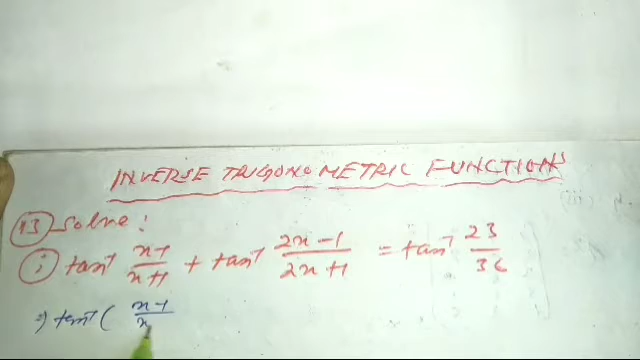 INVERSE TRIGONOMETRIC FUNCTIONS
13 Solve:
(i) tan⁻¹ (x-1)/(x+1) + tan⁻¹ (2x-1)/(2x+1) = tan⁻¹ 23/36
⇒ tan⁻¹ ( (x-1)/x